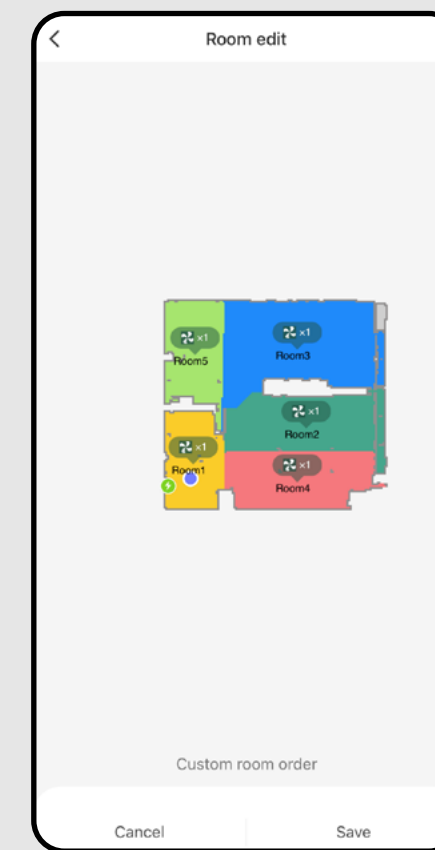 Room edit
×1
Room5
×1
Room3
×1
Room2
×1
Room1
×1
Room4
Custom room order
Cancel
Save